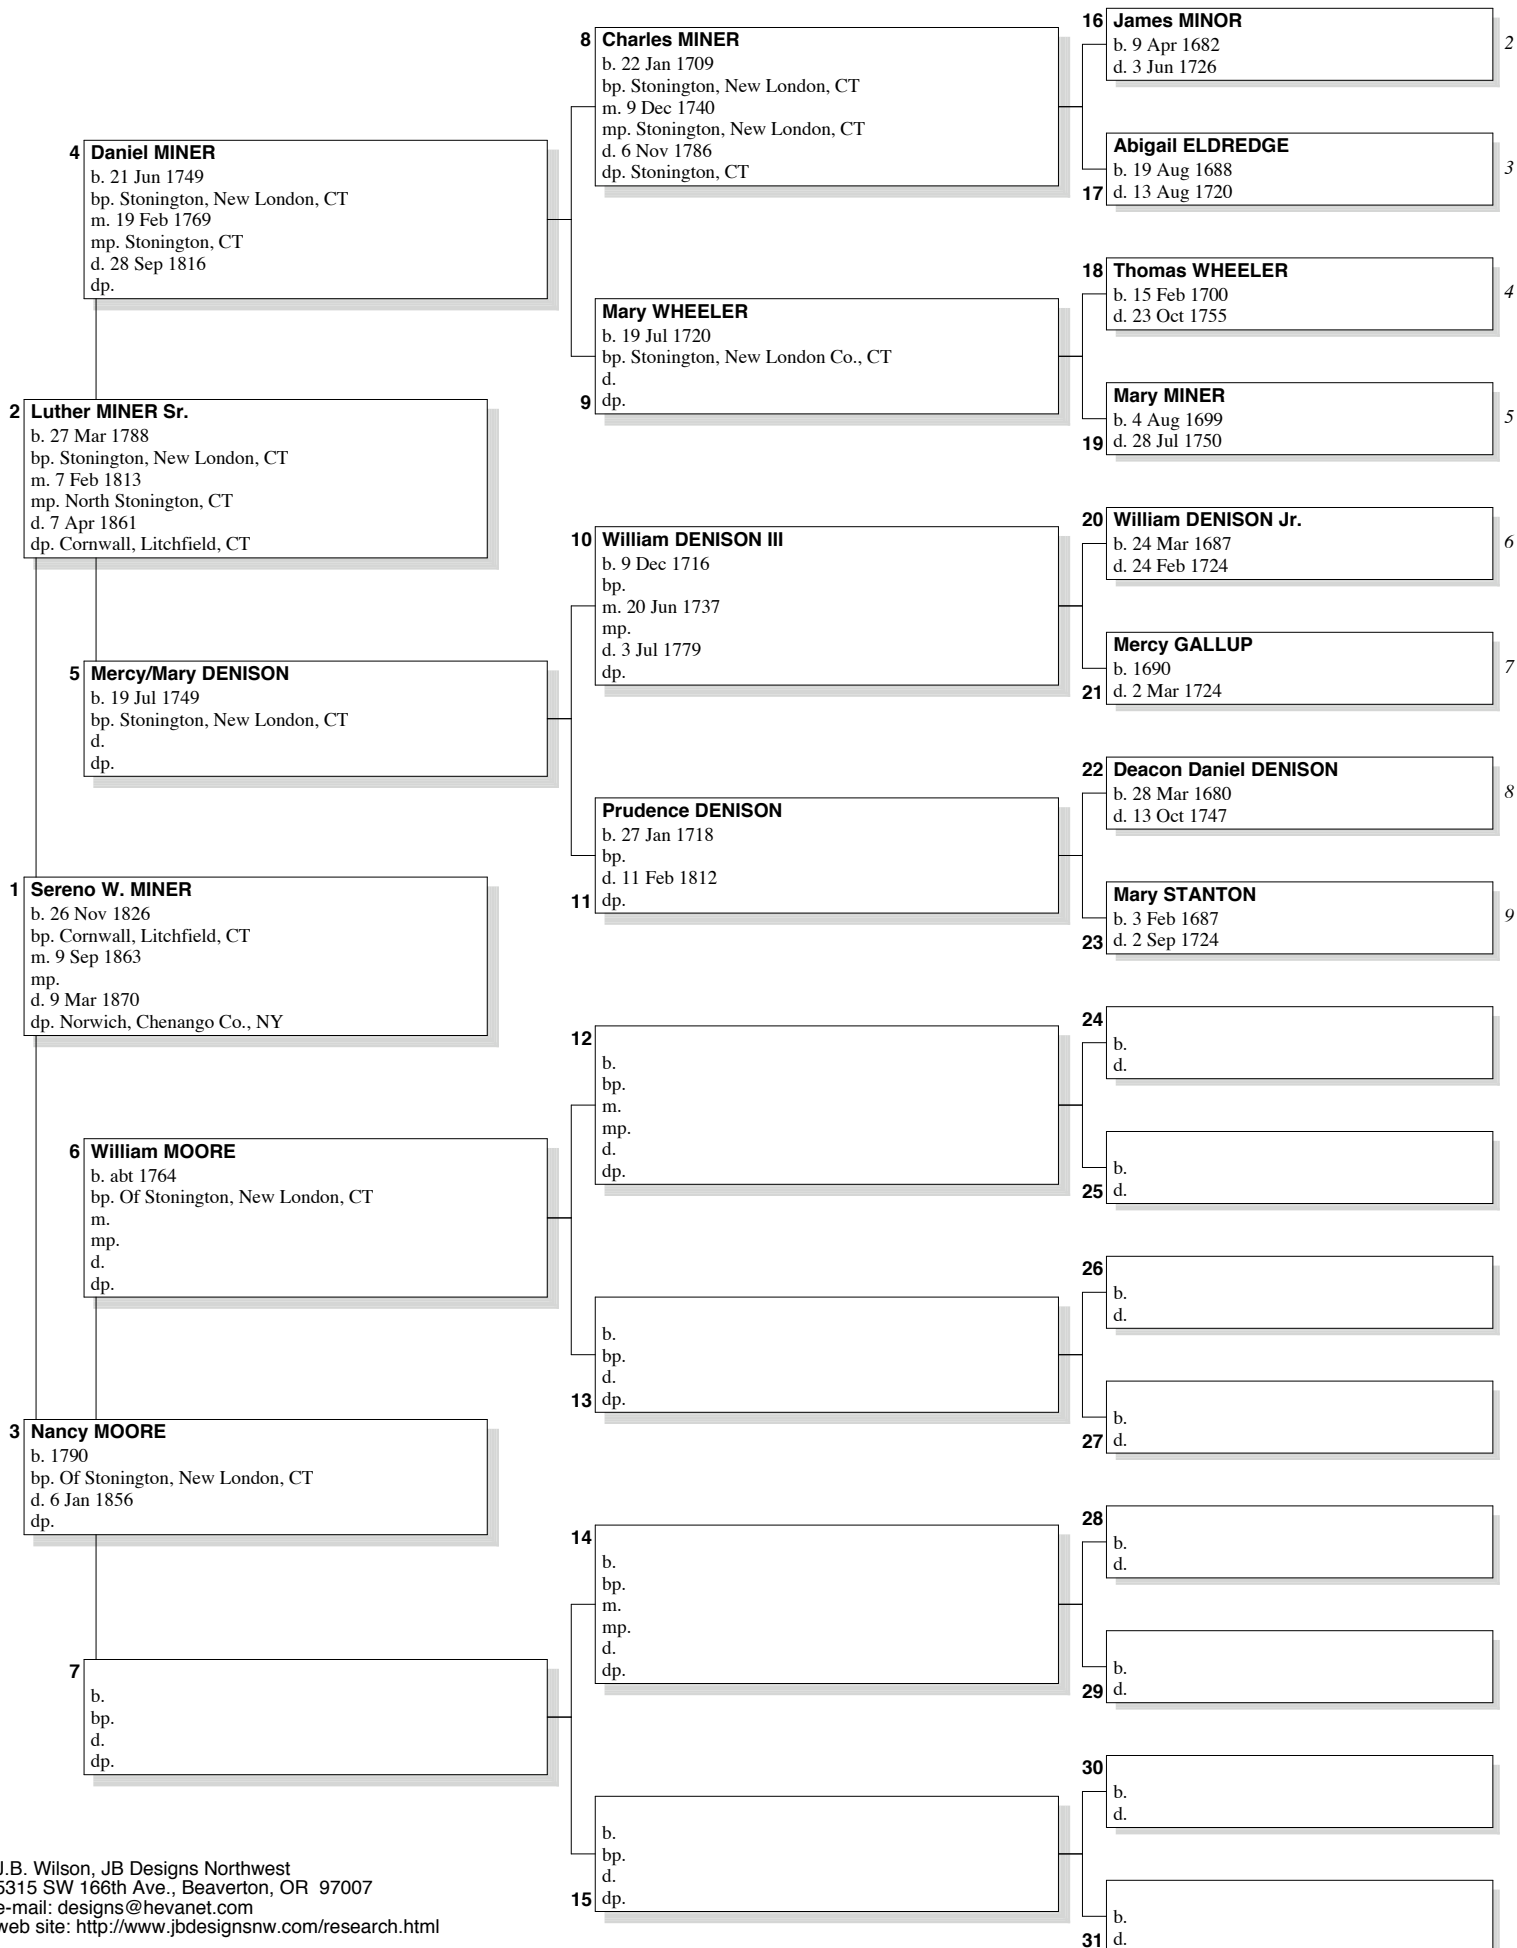 16 James MINOR
b. 9 Apr 1682
d. 3 Jun 1726
2
8 Charles MINER
b. 22 Jan 1709
bp. Stonington, New London, CT
m. 9 Dec 1740
mp. Stonington, New London, CT
d. 6 Nov 1786
dp. Stonington, CT
Abigail ELDREDGE
b. 19 Aug 1688
17 d. 13 Aug 1720
3
4 Daniel MINER
b. 21 Jun 1749
bp. Stonington, New London, CT
m. 19 Feb 1769
mp. Stonington, CT
d. 28 Sep 1816
dp.
18 Thomas WHEELER
b. 15 Feb 1700
d. 23 Oct 1755
4
Mary WHEELER
b. 19 Jul 1720
bp. Stonington, New London Co., CT
d.
9 dp.
Mary MINER
b. 4 Aug 1699
19 d. 28 Jul 1750
5
2 Luther MINER Sr.
b. 27 Mar 1788
bp. Stonington, New London, CT
m. 7 Feb 1813
mp. North Stonington, CT
d. 7 Apr 1861
dp. Cornwall, Litchfield, CT
20 William DENISON Jr.
b. 24 Mar 1687
d. 24 Feb 1724
6
10 William DENISON III
b. 9 Dec 1716
bp.
m. 20 Jun 1737
mp.
d. 3 Jul 1779
dp.
Mercy GALLUP
b. 1690
21 d. 2 Mar 1724
7
5 Mercy/Mary DENISON
b. 19 Jul 1749
bp. Stonington, New London, CT
d.
dp.
22 Deacon Daniel DENISON
b. 28 Mar 1680
d. 13 Oct 1747
8
Prudence DENISON
b. 27 Jan 1718
bp.
d. 11 Feb 1812
11 dp.
Mary STANTON
b. 3 Feb 1687
23 d. 2 Sep 1724
9
1 Sereno W. MINER
b. 26 Nov 1826
bp. Cornwall, Litchfield, CT
m. 9 Sep 1863
mp.
d. 9 Mar 1870
dp. Norwich, Chenango Co., NY
24
b.
d.
12
b.
bp.
m.
mp.
d.
dp.
b.
25 d.
6 William MOORE
b. abt 1764
bp. Of Stonington, New London, CT
m.
mp.
d.
dp.
26
b.
d.
b.
bp.
d.
13 dp.
b.
27 d.
3 Nancy MOORE
b. 1790
bp. Of Stonington, New London, CT
d. 6 Jan 1856
dp.
28
b.
d.
14
b.
bp.
m.
mp.
d.
dp.
b.
29 d.
7
b.
bp.
d.
dp.
30
b.
d.
b.
bp.
d.
15 dp.
b.
31 d.
J.B. Wilson, JB Designs Northwest
5315 SW 166th Ave., Beaverton, OR 97007
e-mail: designs@hevanet.com
web site: http://www.jbdesignsnw.com/research.html